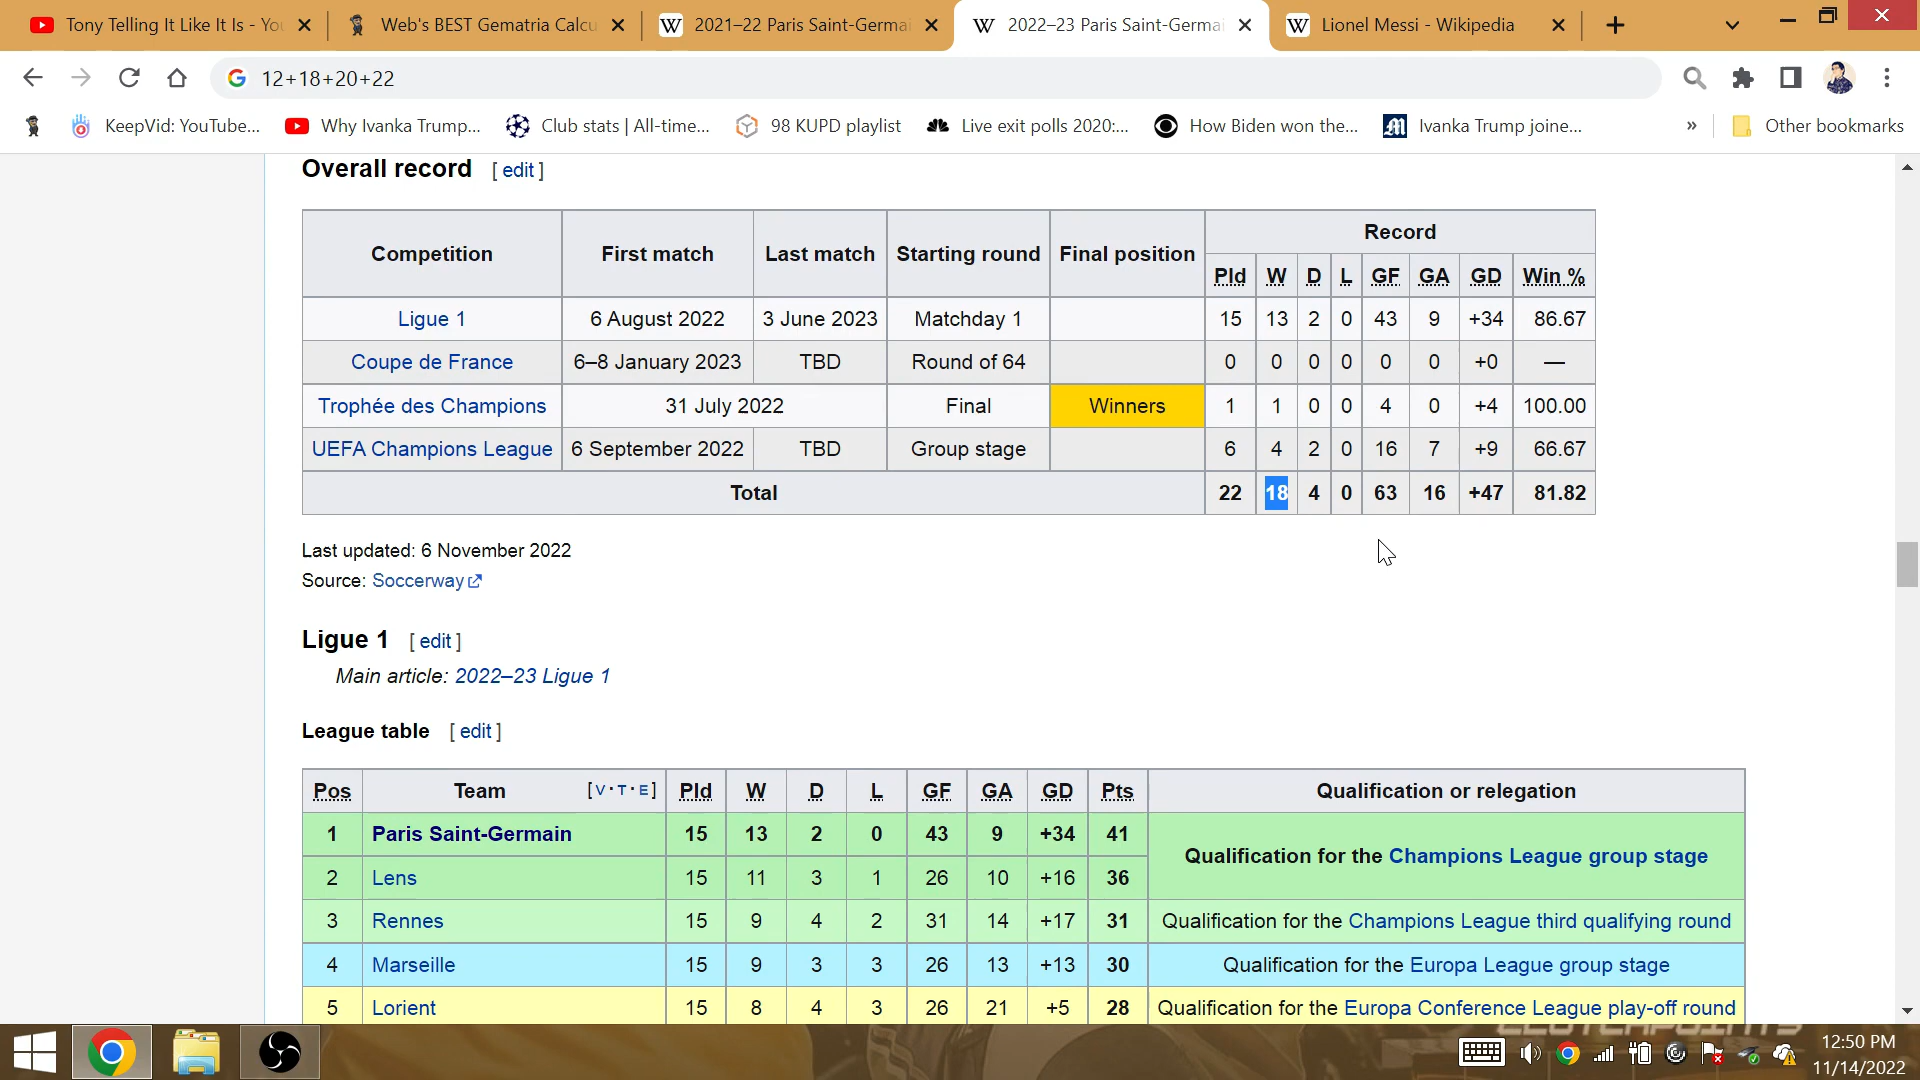 Tony Telling It Like It Is - You
Web's BEST Gematria Calcu
2021–22 Paris Saint-Germai
2022–23 Paris Saint-Germai
Lionel Messi - Wikipedia
12+18+20+22
KeepVid: YouTube...
Why Ivanka Trump...
Club stats | All-time...
98 KUPD playlist
Live exit polls 2020:...
How Biden won the...
Ivanka Trump joine...
»
Other bookmarks
Overall record [ edit ]
Competition First match Last match Starting round Final position Record
Pld W D L GF GA GD Win %
Ligue 1 6 August 2022 3 June 2023 Matchday 1 15 13 2 0 43 9 +34 86.67
Coupe de France 6–8 January 2023 TBD Round of 64 0 0 0 0 0 0 +0 —
Trophée des Champions 31 July 2022 Final Winners 1 1 0 0 4 0 +4 100.00
UEFA Champions League 6 September 2022 TBD Group stage 6 4 2 0 16 7 +9 66.67
Total 22 18 4 0 63 16 +47 81.82
Last updated: 6 November 2022
Source: Soccerway
Ligue 1 [ edit ]
Main article: 2022–23 Ligue 1
League table [ edit ]
Pos Team [V·T·E] Pld W D L GF GA GD Pts Qualification or relegation
1 Paris Saint-Germain 15 13 2 0 43 9 +34 41 Qualification for the Champions League group stage
2 Lens 15 11 3 1 26 10 +16 36
3 Rennes 15 9 4 2 31 14 +17 31 Qualification for the Champions League third qualifying round
4 Marseille 15 9 3 3 26 13 +13 30 Qualification for the Europa League group stage
5 Lorient 15 8 4 3 26 21 +5 28 Qualification for the Europa Conference League play-off round
12:50 PM
11/14/2022